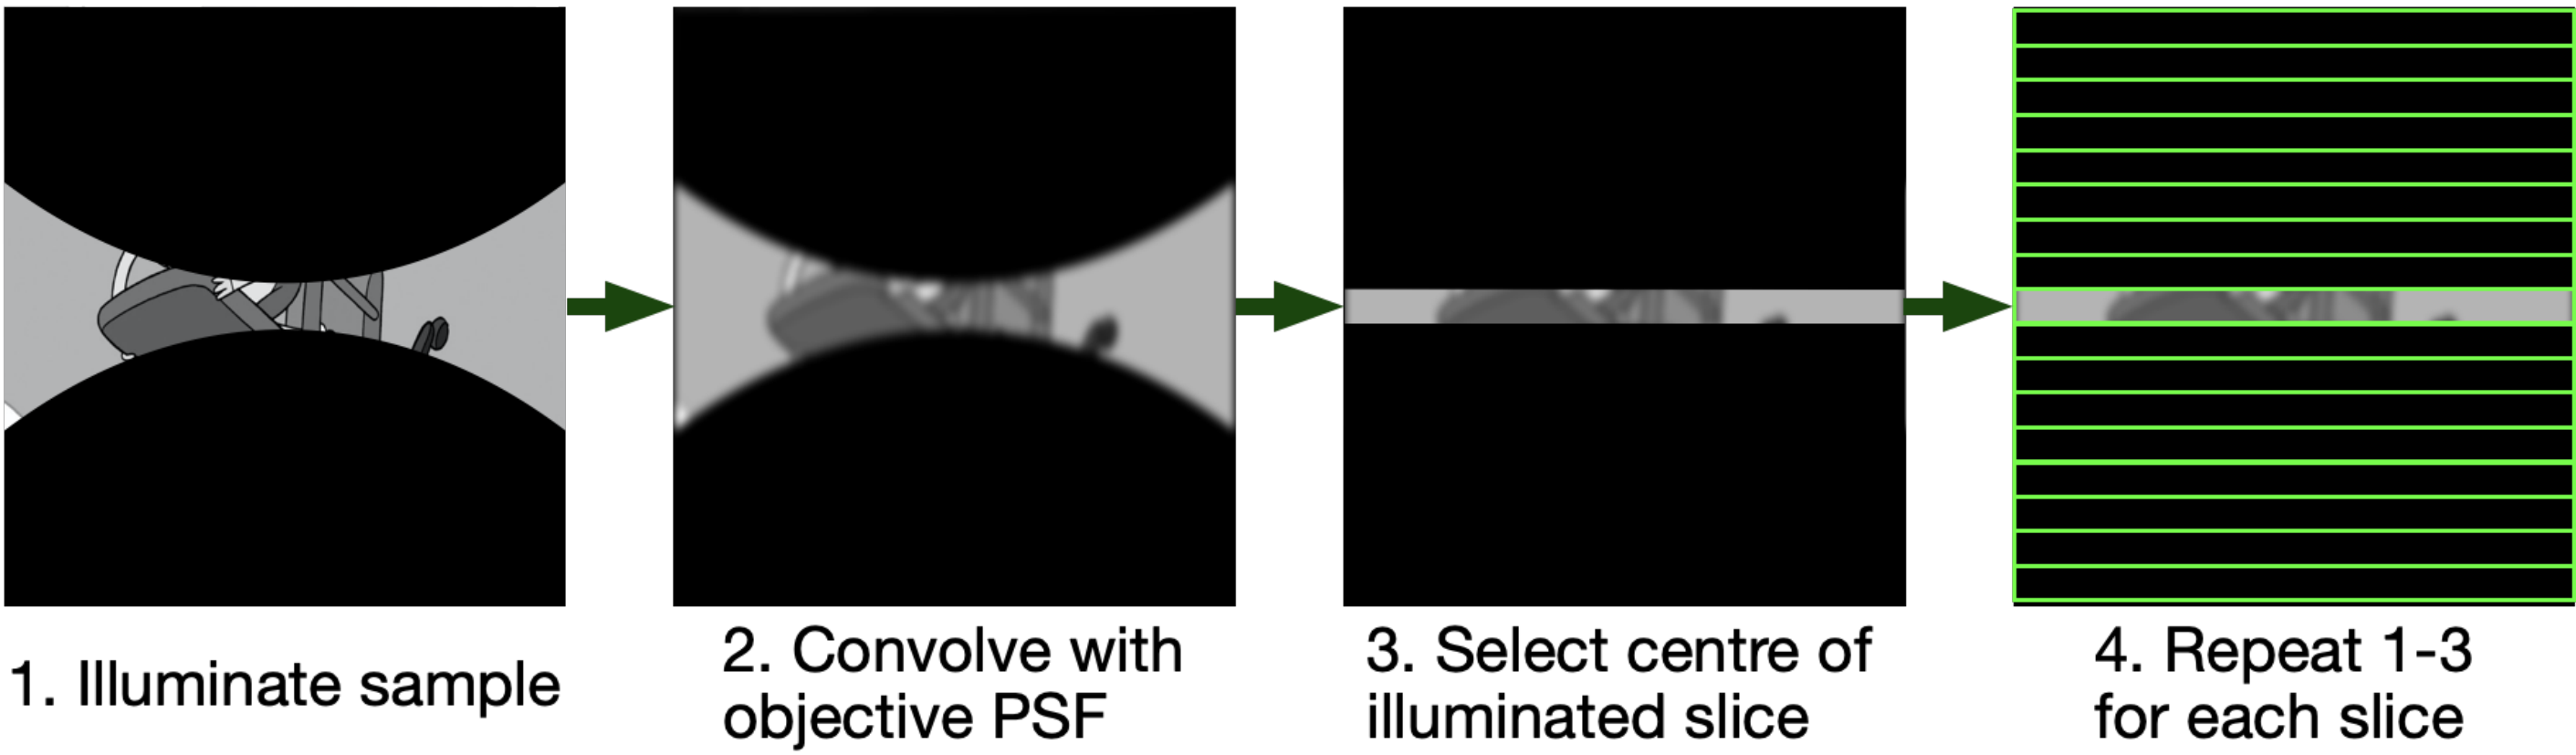 1. Illuminate sample
2. Convolve with
objective PSF
3. Select centre of
illuminated slice
4. Repeat 1-3
for each slice